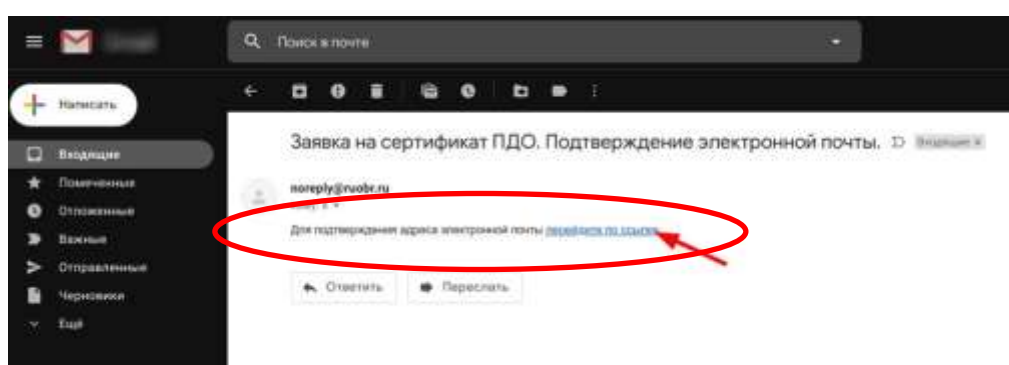 Поиск в почте
Написать
Заявка на сертификат ПДО. Подтверждение электронной почты.
Входящие x
Входящие
noreply@ruobr.ru
Помеченные
Отложенные
Для подтверждения адреса электронной почты перейдите по ссылке
Важные
Отправленные
Ответить
Переслать
Черновики
Ещё